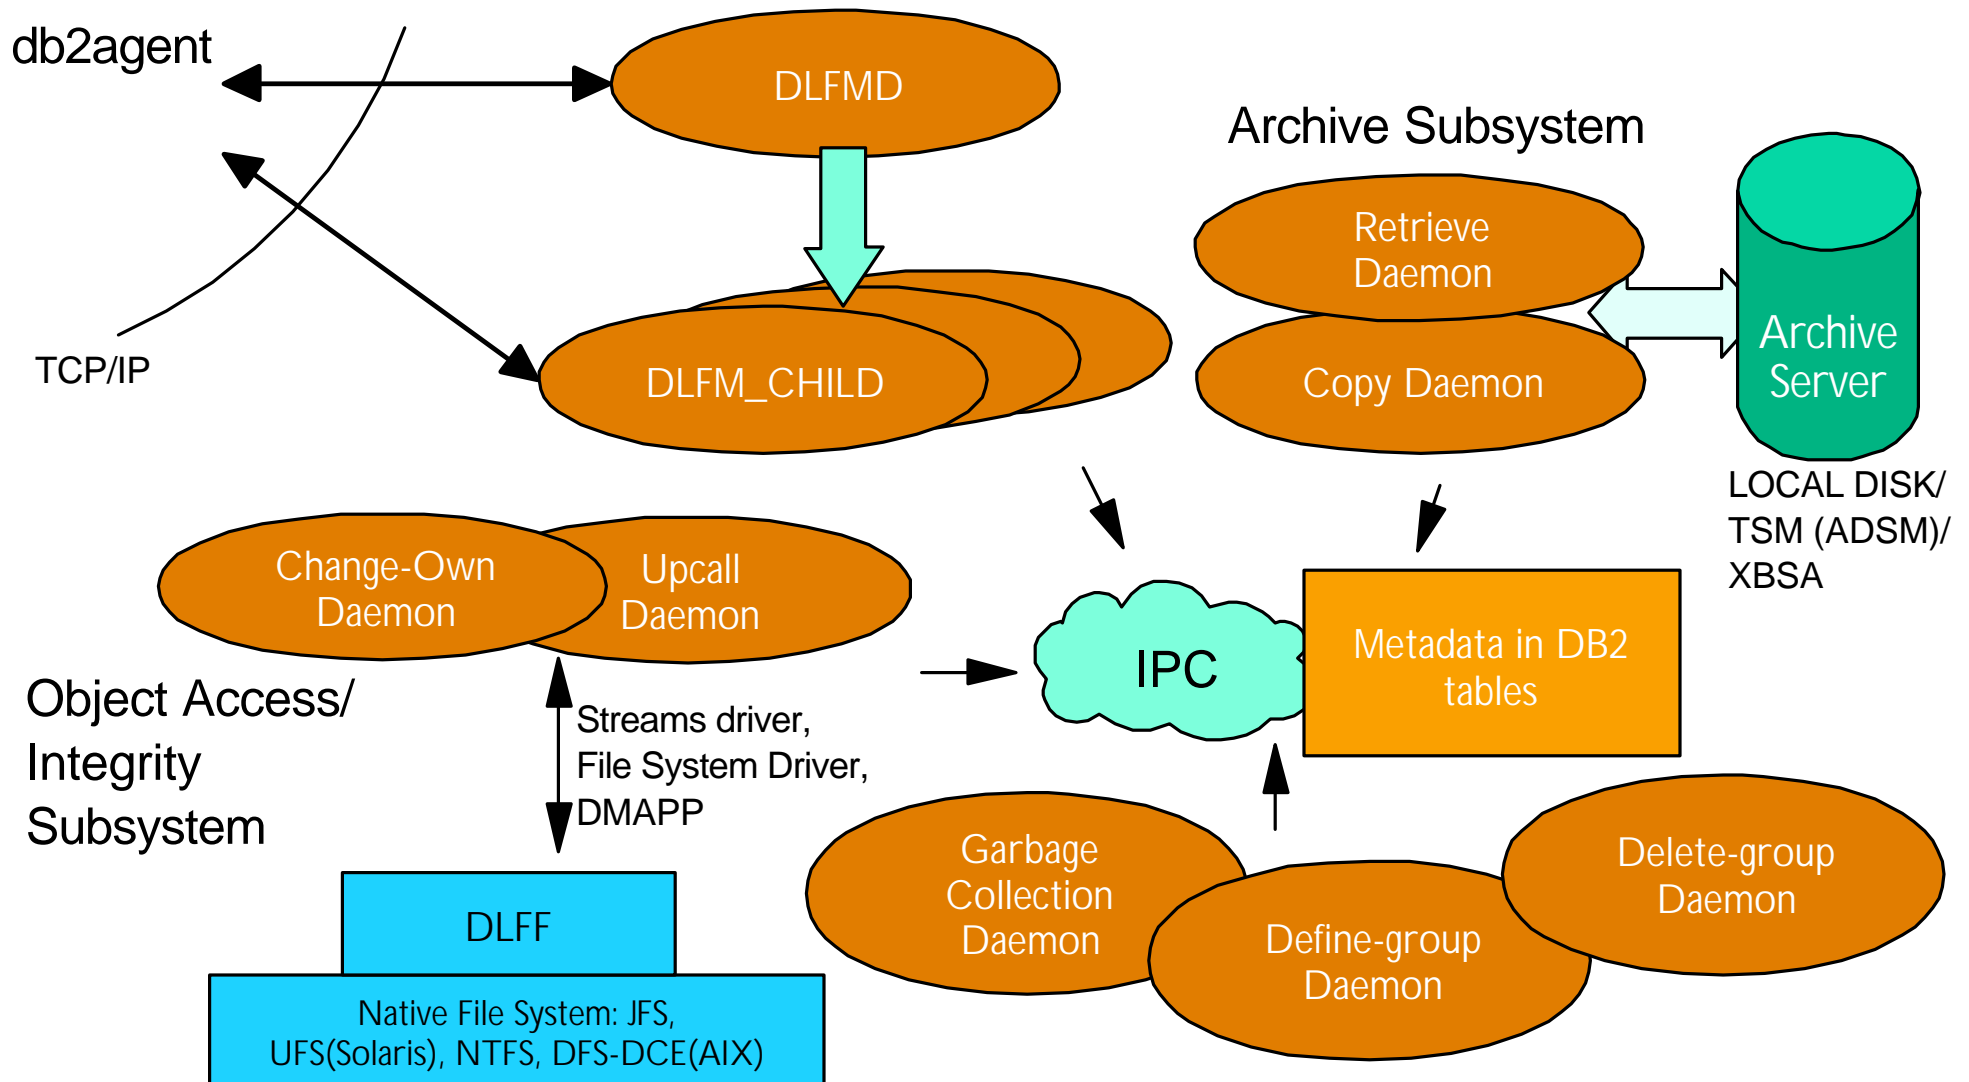 db2agent
DLFMD
Archive Subsystem
Retrieve
Daemon
Archive
Server
TCP/IP
DLFM_CHILD
Copy Daemon
LOCAL DISK/
TSM (ADSM)/
XBSA
Change-Own
Daemon
Upcall
Daemon
IPC
Metadata in DB2
tables
Object Access/
Integrity
Subsystem
Streams driver,
File System Driver,
DMAPP
Garbage
Collection
Daemon
Define-group
Daemon
Delete-group
Daemon
DLFF
Native File System: JFS,
UFS(Solaris), NTFS, DFS-DCE(AIX)